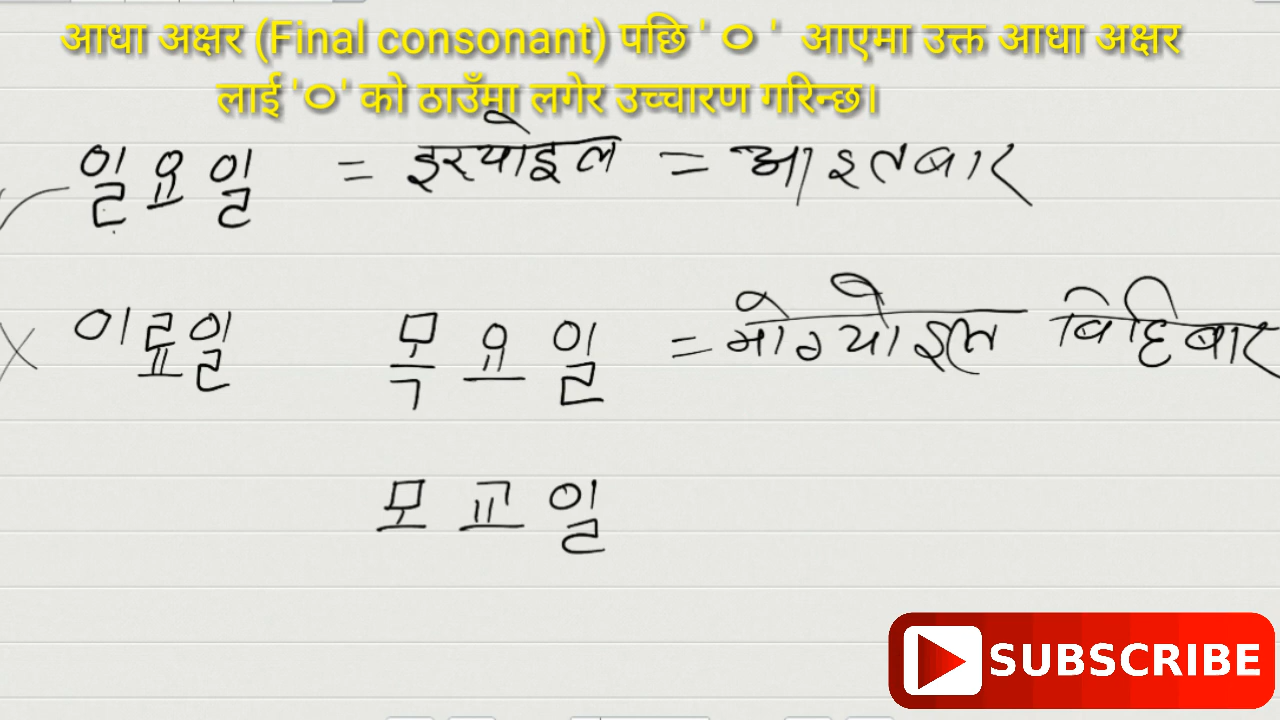 आधा अक्षर (Final consonant) पछि 'ㅇ' आएमा उक्त आधा अक्षर
लाई 'ㅇ' को ठाउँमा लगेर उच्चारण गरिन्छ।
일요일 = इरयोइल = आइतबार
이료일 목요일 = मोग्योइल बिहिबार
모교일
SUBSCRIBE